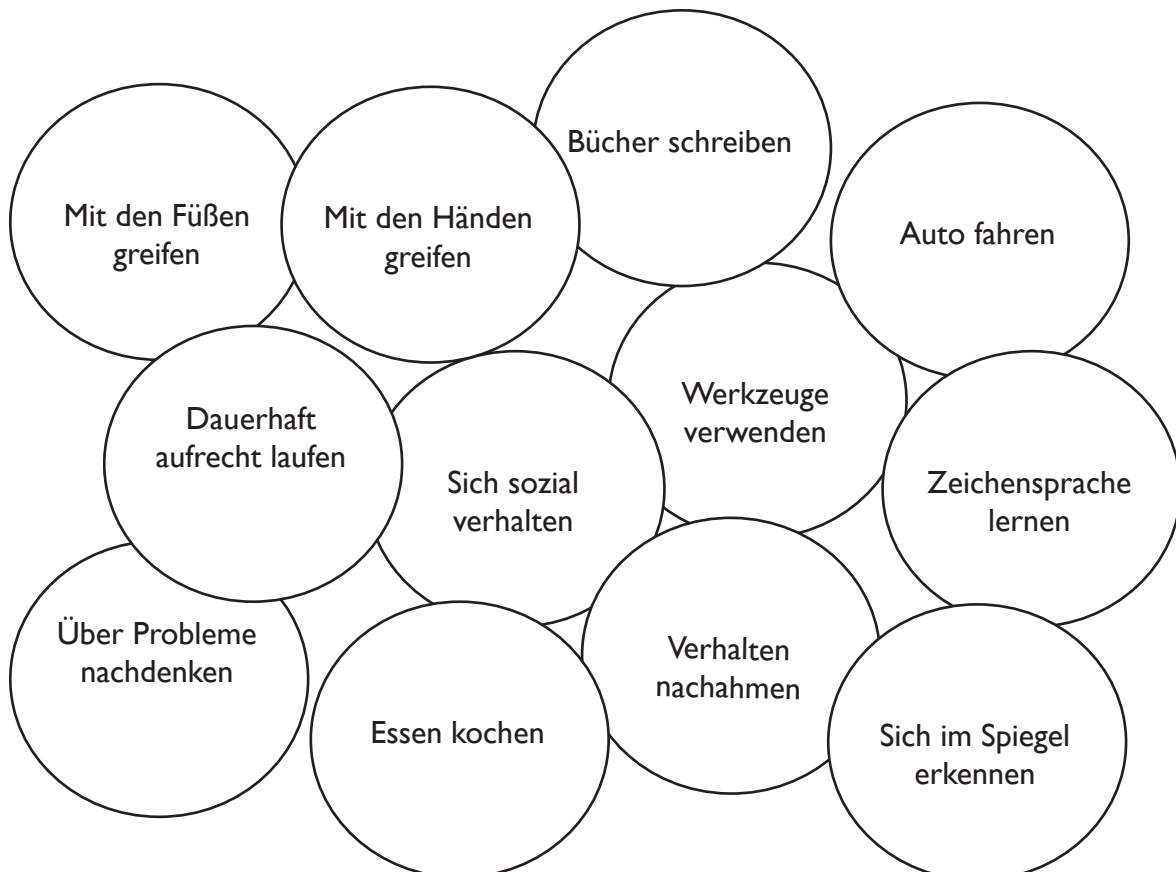 Bücher schreiben
Mit den Füßen
greifen
Mit den Händen
greifen
Auto fahren
Dauerhaft
aufrecht laufen
Werkzeuge
verwenden
Sich sozial
verhalten
Zeichensprache
lernen
Über Probleme
nachdenken
Verhalten
nachahmen
Essen kochen
Sich im Spiegel
erkennen